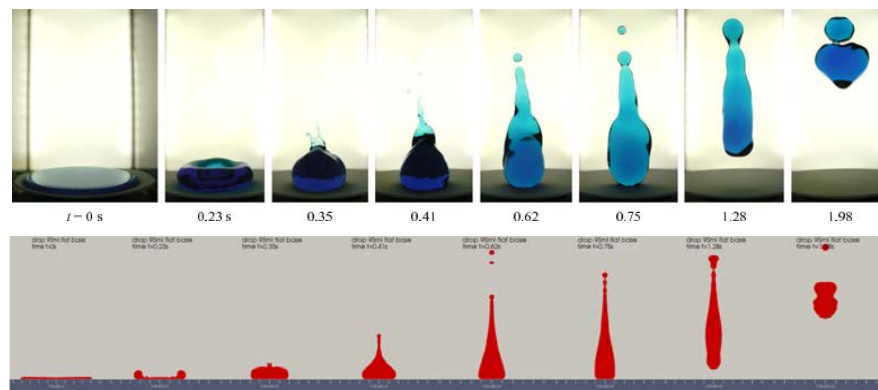 t = 0 s
0.23 s
0.35
0.41
0.62
0.75
1.28
1.98
drop 95ml flat base
time t=0s
drop 95ml flat base
time t=0.23s
drop 95ml flat base
time t=0.35s
drop 95ml flat base
time t=0.41s
drop 95ml flat base
time t=0.62s
drop 95ml flat base
time t=0.75s
drop 95ml flat base
time t=1.28s
drop 95ml flat base